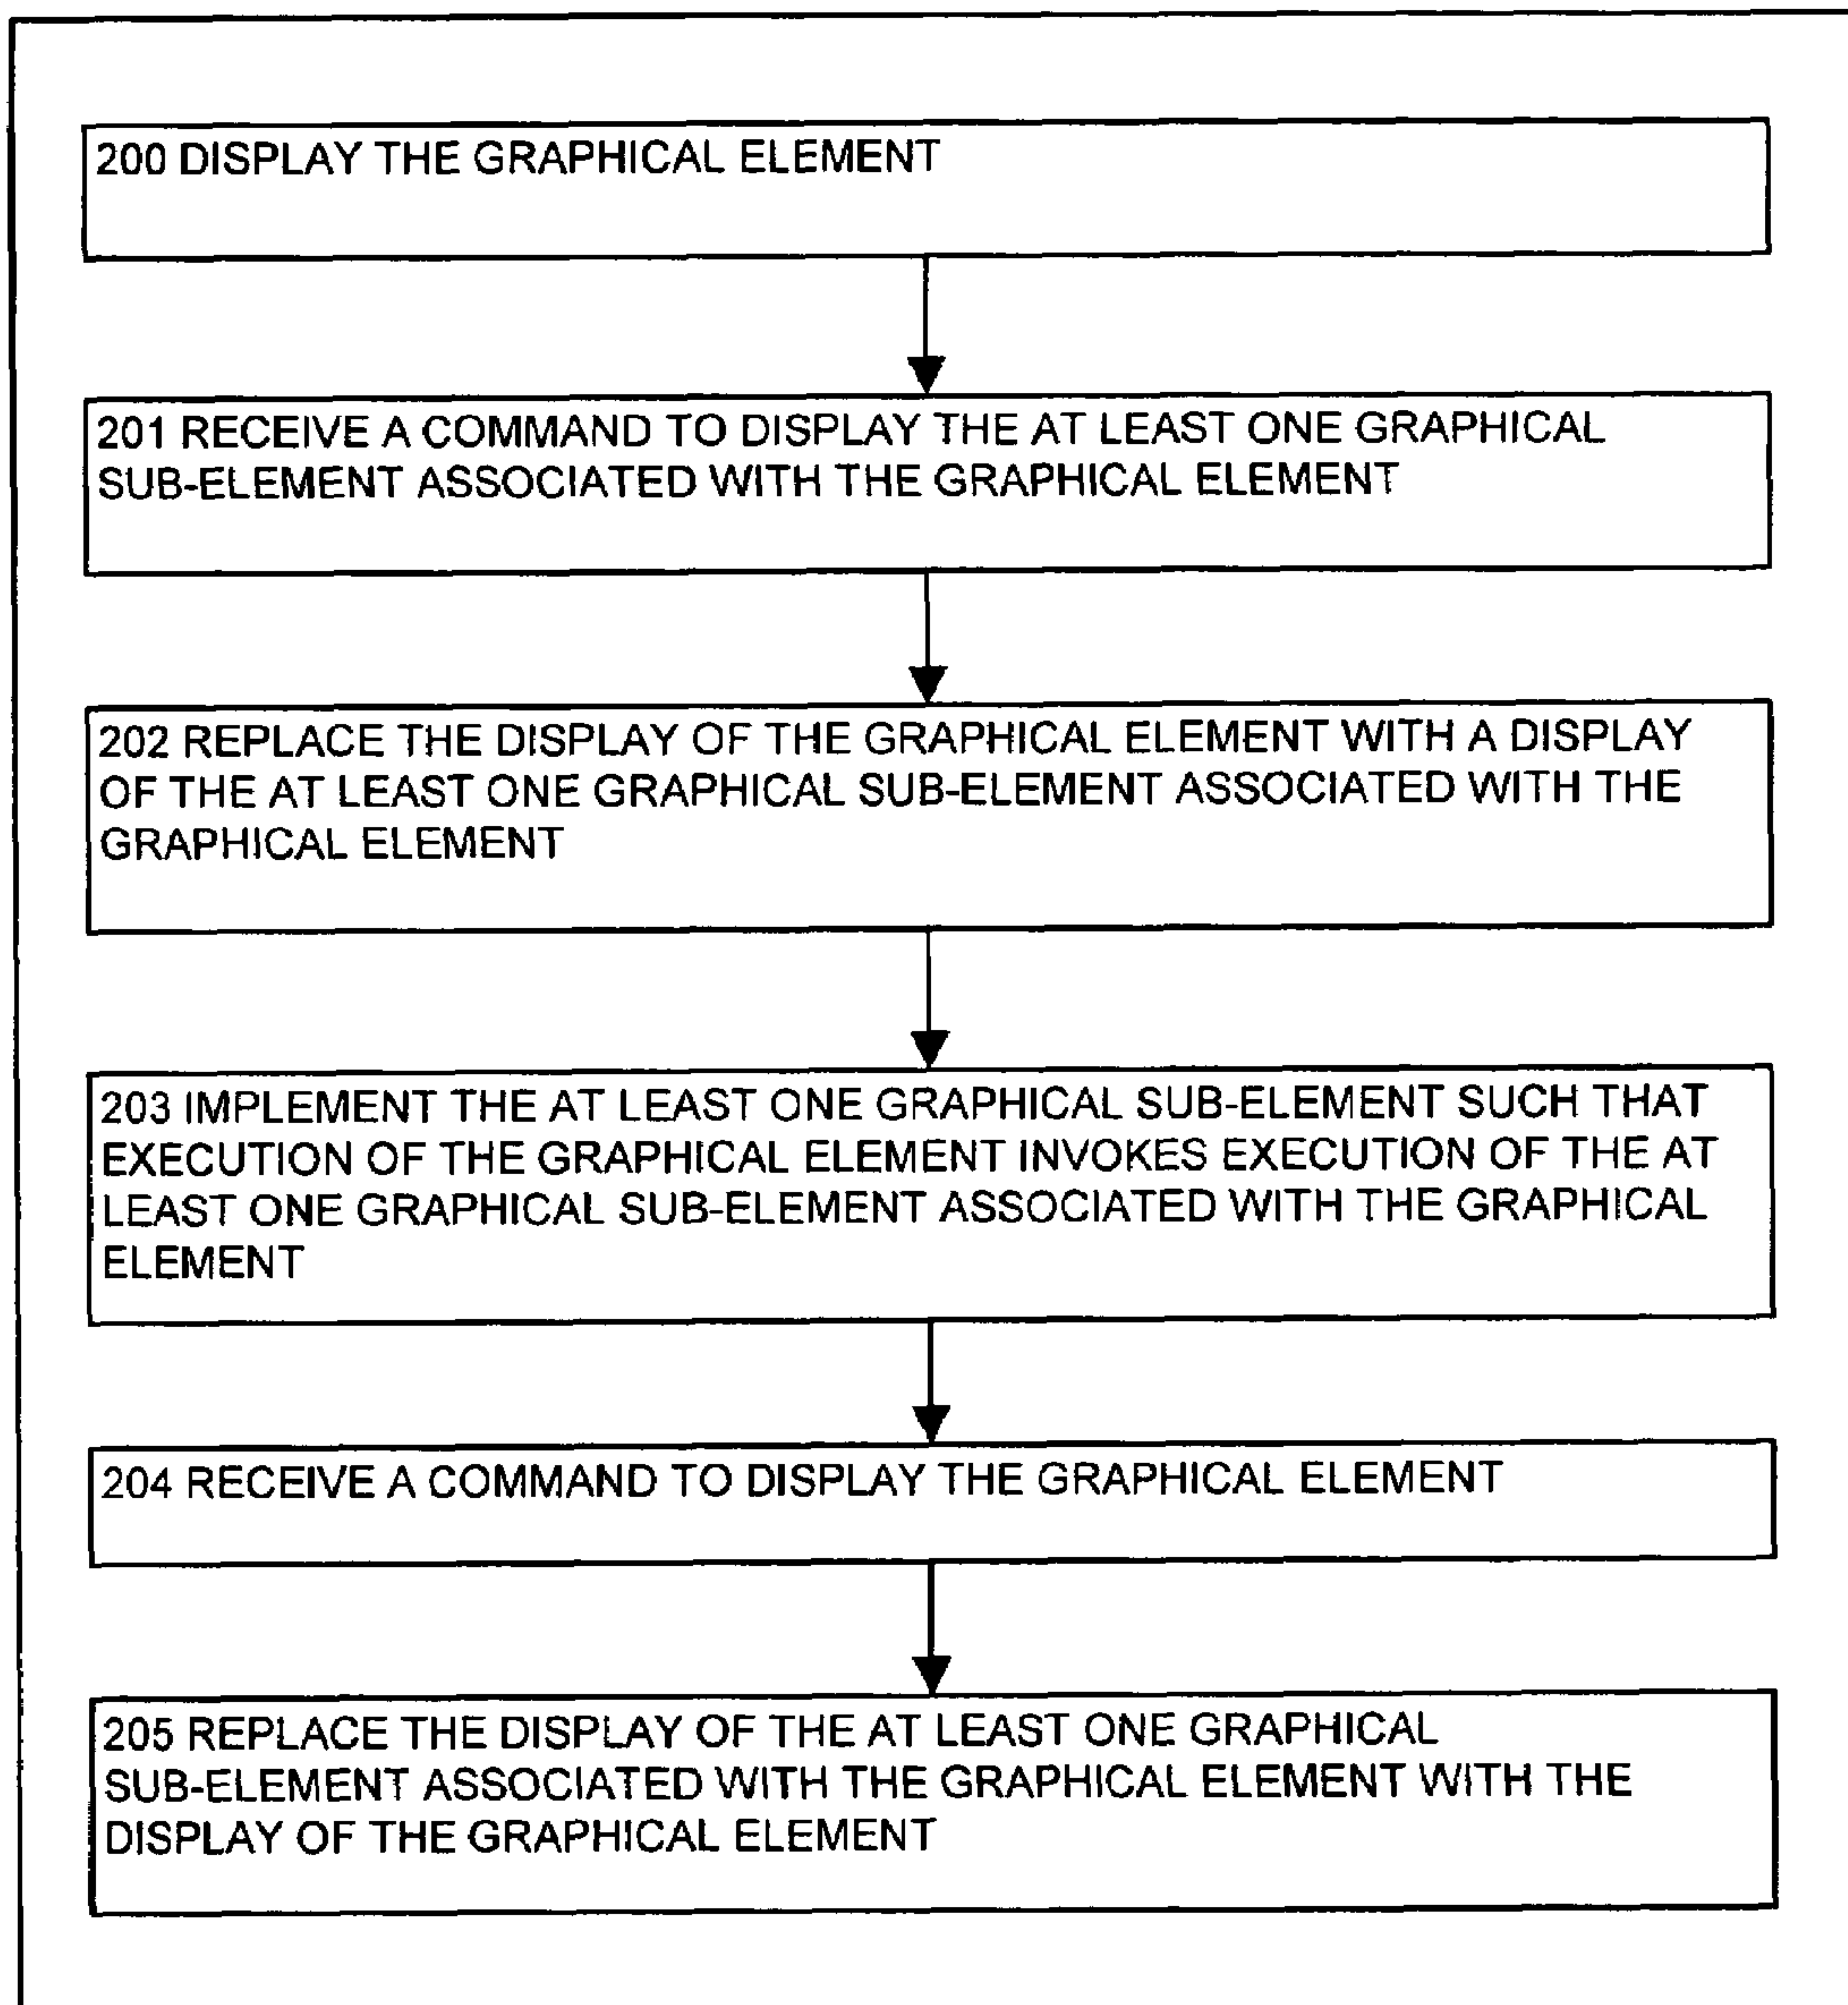 200 DISPLAY THE GRAPHICAL ELEMENT
201 RECEIVE A COMMAND TO DISPLAY THE AT LEAST ONE GRAPHICAL
SUB-ELEMENT ASSOCIATED WITH THE GRAPHICAL ELEMENT
202 REPLACE THE DISPLAY OF THE GRAPHICAL ELEMENT WITH A DISPLAY
OF THE AT LEAST ONE GRAPHICAL SUB-ELEMENT ASSOCIATED WITH THE
GRAPHICAL ELEMENT
203 IMPLEMENT THE AT LEAST ONE GRAPHICAL SUB-ELEMENT SUCH THAT
EXECUTION OF THE GRAPHICAL ELEMENT INVOKES EXECUTION OF THE AT
LEAST ONE GRAPHICAL SUB-ELEMENT ASSOCIATED WITH THE GRAPHICAL
ELEMENT
204 RECEIVE A COMMAND TO DISPLAY THE GRAPHICAL ELEMENT
205 REPLACE THE DISPLAY OF THE AT LEAST ONE GRAPHICAL
SUB-ELEMENT ASSOCIATED WITH THE GRAPHICAL ELEMENT WITH THE
DISPLAY OF THE GRAPHICAL ELEMENT